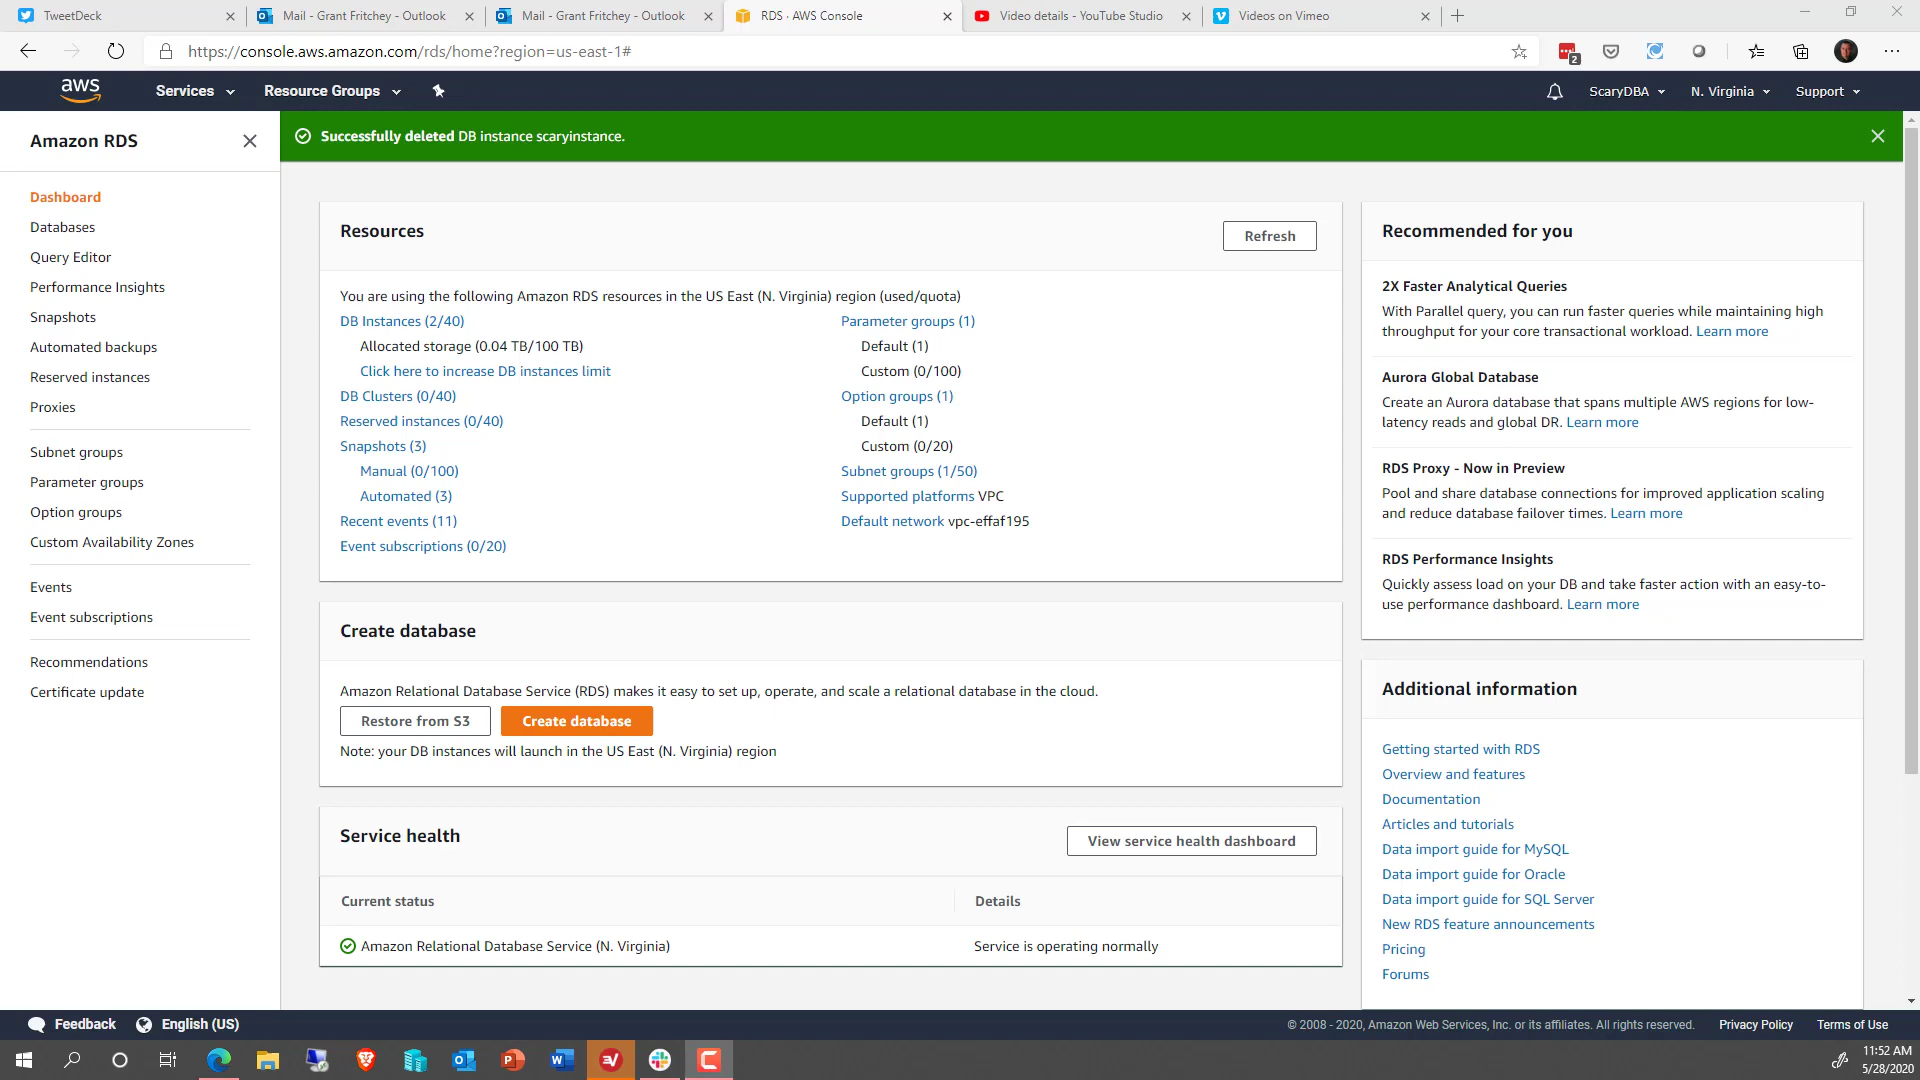 TweetDeck
Mail - Grant Fritchey - Outlook
Mail - Grant Fritchey - Outlook
RDS · AWS Console
Video details - YouTube Studio
Videos on Vimeo
https://console.aws.amazon.com/rds/home?region=us-east-1#
2
aws
Services
Resource Groups
ScaryDBA
N. Virginia
Support
Amazon RDS
Dashboard
Databases
Query Editor
Performance Insights
Snapshots
Automated backups
Reserved instances
Proxies
Subnet groups
Parameter groups
Option groups
Custom Availability Zones
Events
Event subscriptions
Recommendations
Certificate update
Successfully deleted DB instance scaryinstance.
Resources
Refresh
You are using the following Amazon RDS resources in the US East (N. Virginia) region (used/quota)
DB Instances (2/40)
Allocated storage (0.04 TB/100 TB)
Click here to increase DB instances limit
DB Clusters (0/40)
Reserved instances (0/40)
Snapshots (3)
Manual (0/100)
Automated (3)
Recent events (11)
Event subscriptions (0/20)
Parameter groups (1)
Default (1)
Custom (0/100)
Option groups (1)
Default (1)
Custom (0/20)
Subnet groups (1/50)
Supported platforms VPC
Default network vpc-effaf195
Create database
Amazon Relational Database Service (RDS) makes it easy to set up, operate, and scale a relational database in the cloud.
Restore from S3
Create database
Note: your DB instances will launch in the US East (N. Virginia) region
Service health
View service health dashboard
Current status
Details
Amazon Relational Database Service (N. Virginia)
Service is operating normally
Recommended for you
2X Faster Analytical Queries
With Parallel query, you can run faster queries while maintaining high
throughput for your core transactional workload. Learn more
Aurora Global Database
Create an Aurora database that spans multiple AWS regions for low-
latency reads and global DR. Learn more
RDS Proxy - Now in Preview
Pool and share database connections for improved application scaling
and reduce database failover times. Learn more
RDS Performance Insights
Quickly assess load on your DB and take faster action with an easy-to-
use performance dashboard. Learn more
Additional information
Getting started with RDS
Overview and features
Documentation
Articles and tutorials
Data import guide for MySQL
Data import guide for Oracle
Data import guide for SQL Server
New RDS feature announcements
Pricing
Forums
Feedback
English (US)
© 2008 - 2020, Amazon Web Services, Inc. or its affiliates. All rights reserved.
Privacy Policy
Terms of Use
11:52 AM
5/28/2020